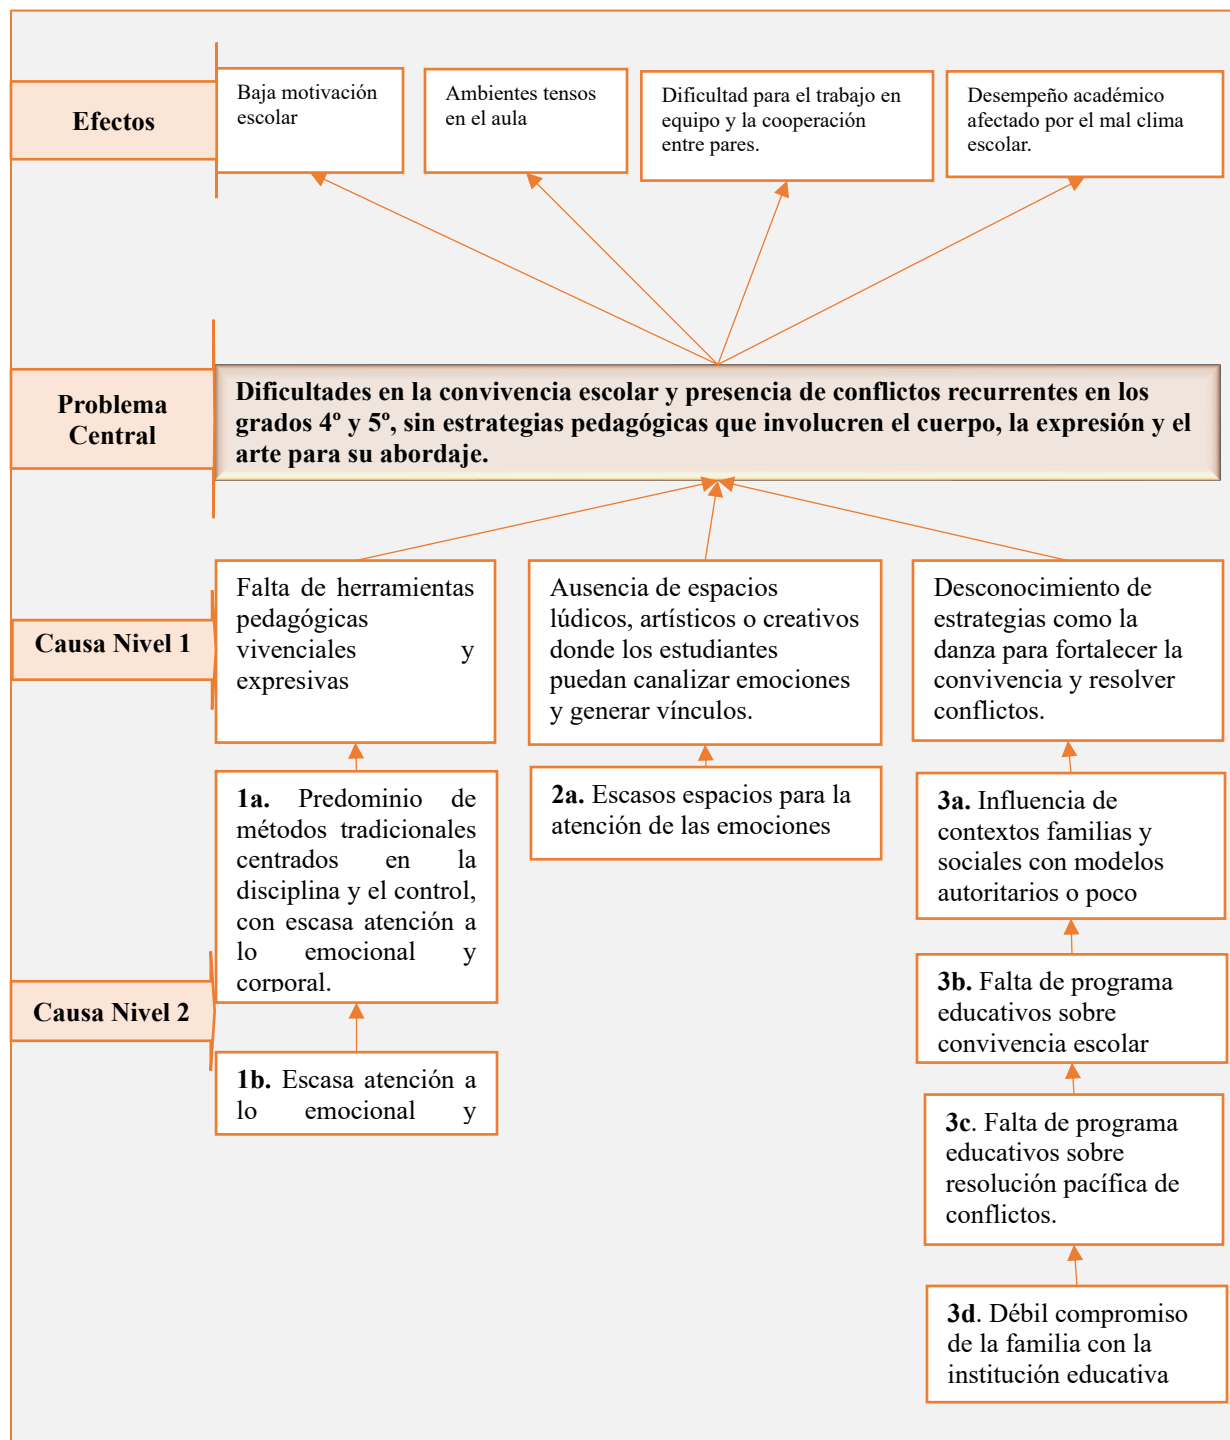 Efectos
Baja motivación
escolar
Ambientes tensos
en el aula
Dificultad para el trabajo en
equipo y la cooperación
entre pares.
Desempeño académico
afectado por el mal clima
escolar.
Problema
Central
Dificultades en la convivencia escolar y presencia de conflictos recurrentes en los
grados 4º y 5º, sin estrategias pedagógicas que involucren el cuerpo, la expresión y el
arte para su abordaje.
Causa Nivel 1
Falta de herramientas
pedagógicas
vivenciales y
expresivas
Ausencia de espacios
lúdicos, artísticos o creativos
donde los estudiantes
puedan canalizar emociones
y generar vínculos.
Desconocimiento de
estrategias como la
danza para fortalecer la
convivencia y resolver
conflictos.
Causa Nivel 2
1a. Predominio de
métodos tradicionales
centrados en la
disciplina y el control,
con escasa atención a
lo emocional y
corporal.
1b. Escasa atención a
lo emocional y
2a. Escasos espacios para la
atención de las emociones
3a. Influencia de
contextos familias y
sociales con modelos
autoritarios o poco
3b. Falta de programa
educativos sobre
convivencia escolar
3c. Falta de programa
educativos sobre
resolución pacífica de
conflictos.
3d. Débil compromiso
de la familia con la
institución educativa